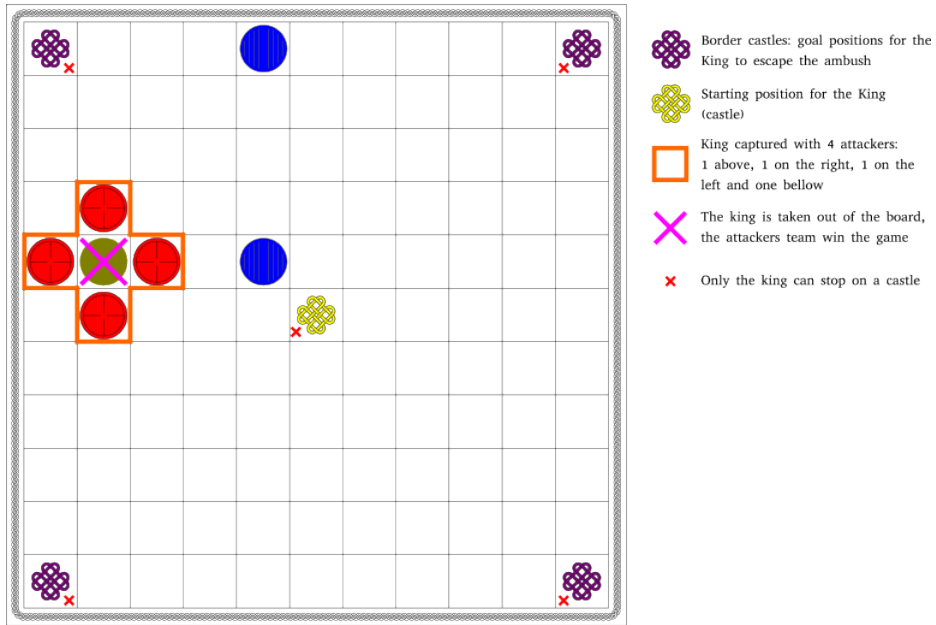 Border castles: goal positions for the
King to escape the ambush
Starting position for the King
(castle)
King captured with 4 attackers:
1 above, 1 on the right, 1 on the
left and one bellow
The king is taken out of the board,
the attackers team win the game
Only the king can stop on a castle